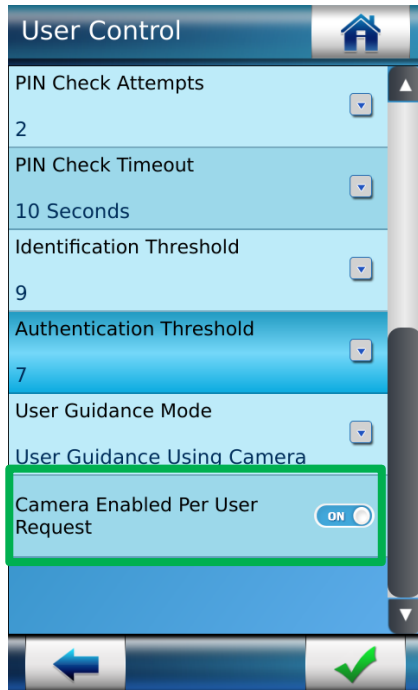 User Control
PIN Check Attempts
2
PIN Check Timeout
10 Seconds
Identification Threshold
9
Authentication Threshold
7
User Guidance Mode
User Guidance Using Camera
Camera Enabled Per User
Request
ON